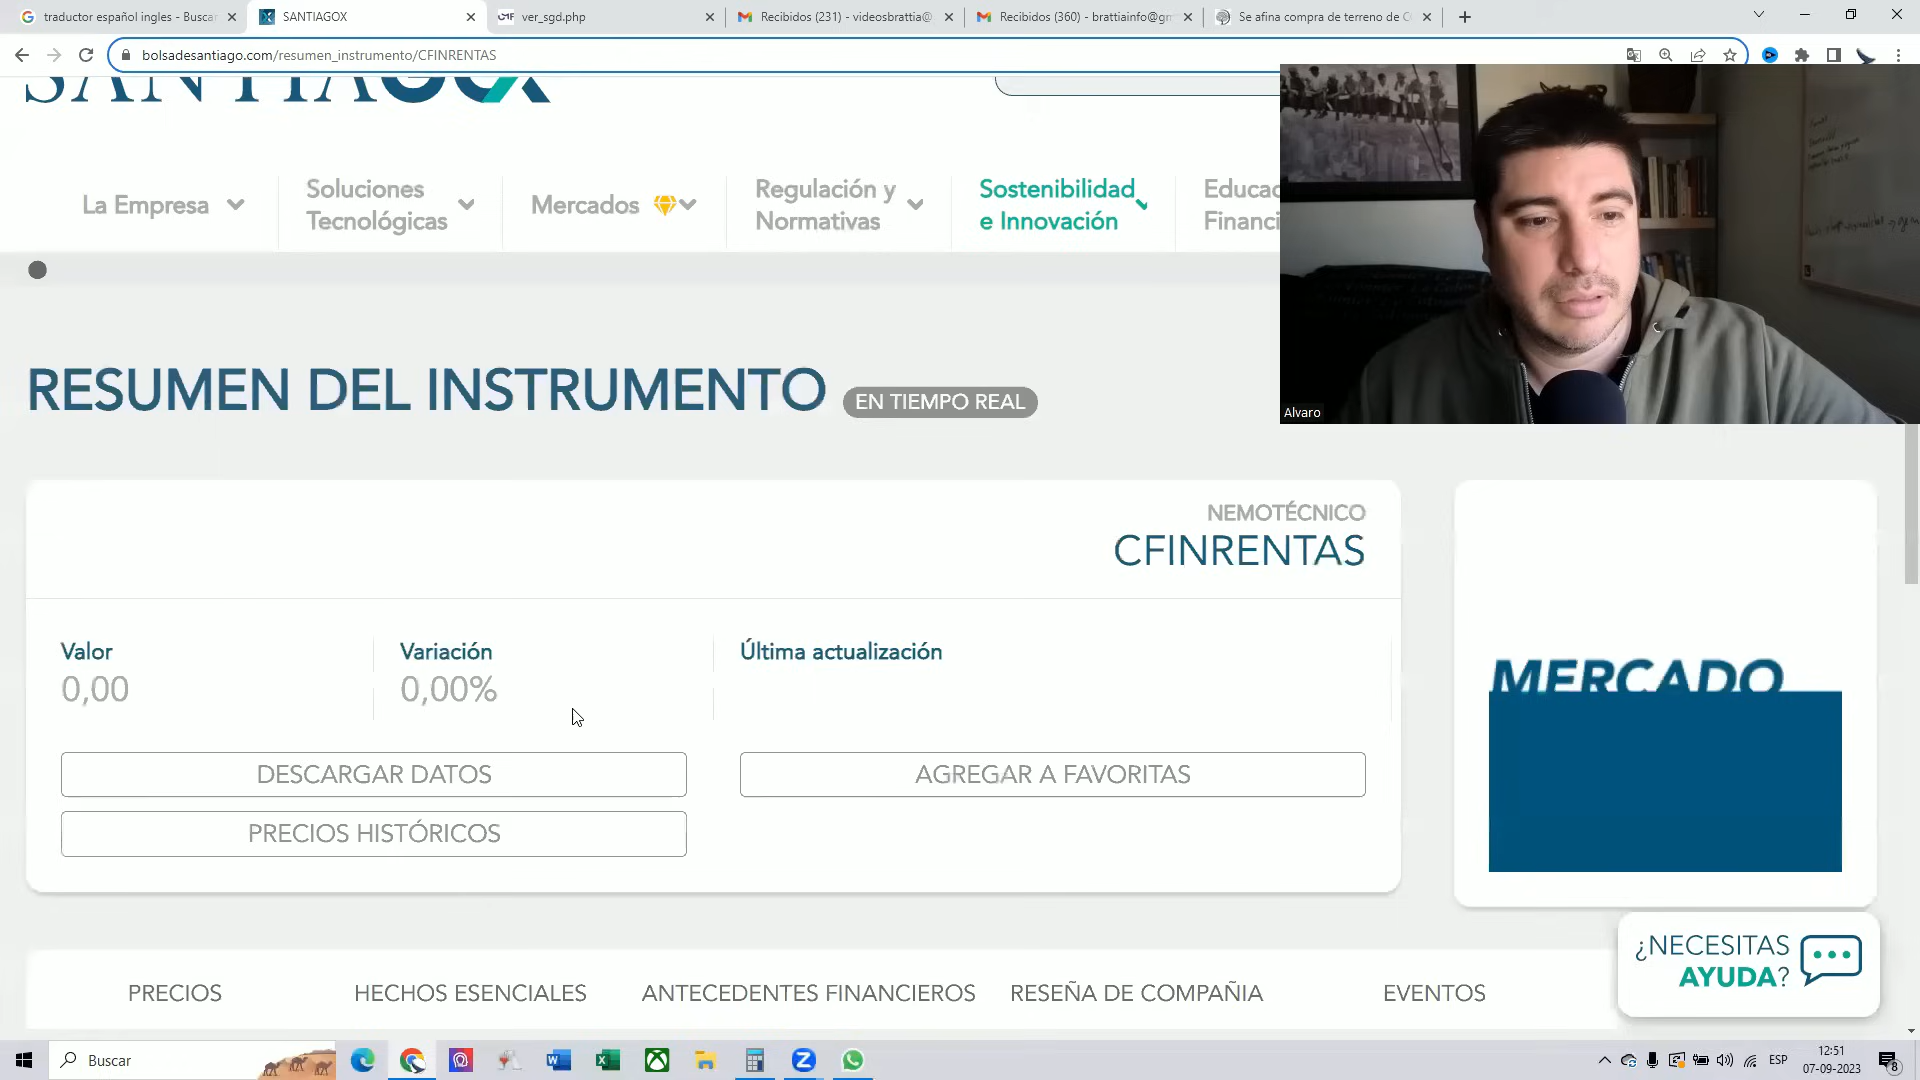 traductor español ingles - Buscar
SANTIAGOX
CMF
ver_sgd.php
Recibidos (231) - videosbrattia@
Recibidos (360) - brattiainfo@gm
Se afina compra de terreno de C
bolsadesantiago.com/resumen_instrumento/CFINRENTAS
SANTIAGOX
La Empresa
Soluciones
Tecnológicas
Mercados
Regulación y
Normativas
Sostenibilidad
e Innovación
Educac
Financi
RESUMEN DEL INSTRUMENTO
EN TIEMPO REAL
Alvaro
NEMOTÉCNICO
CFINRENTAS
Valor
0,00
Variación
0,00%
Última actualización
MERCADO
DESCARGAR DATOS
AGREGAR A FAVORITAS
PRECIOS HISTÓRICOS
¿NECESITAS
AYUDA?
PRECIOS
HECHOS ESENCIALES
ANTECEDENTES FINANCIEROS
RESEÑA DE COMPAÑIA
EVENTOS
Buscar
ESP
12:51
07-09-2023
8